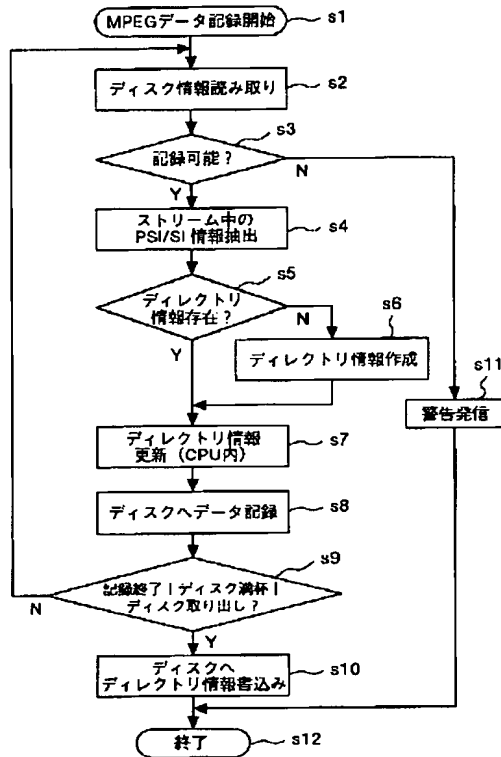 MPEGデータ記録開始 s1
ディスク情報読み取り s2
s3
記録可能？
N
Y
ストリーム中の
PSI/SI 情報抽出 s4
s5
ディレクトリ
情報存在？
N
Y
s6
ディレクトリ情報作成
s11
警告発信
ディレクトリ情報
更新（CPU内） s7
ディスクへデータ記録 s8
s9
記録終了｜ディスク満杯｜
ディスク取り出し？
N
Y
ディスクへ
ディレクトリ情報書込み s10
終了 s12